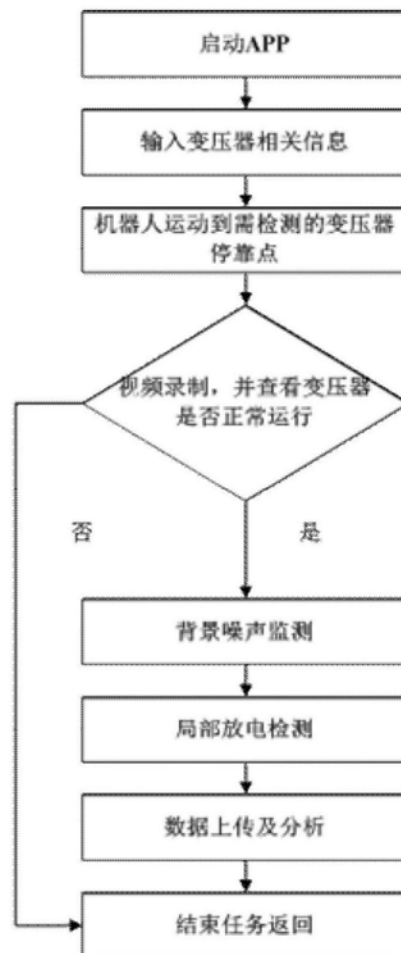 启动APP
输入变压器相关信息
机器人运动到需检测的变压器
停靠点
视频录制，并查看变压器
是否正常运行
否
是
背景噪声监测
局部放电检测
数据上传及分析
结束任务返回